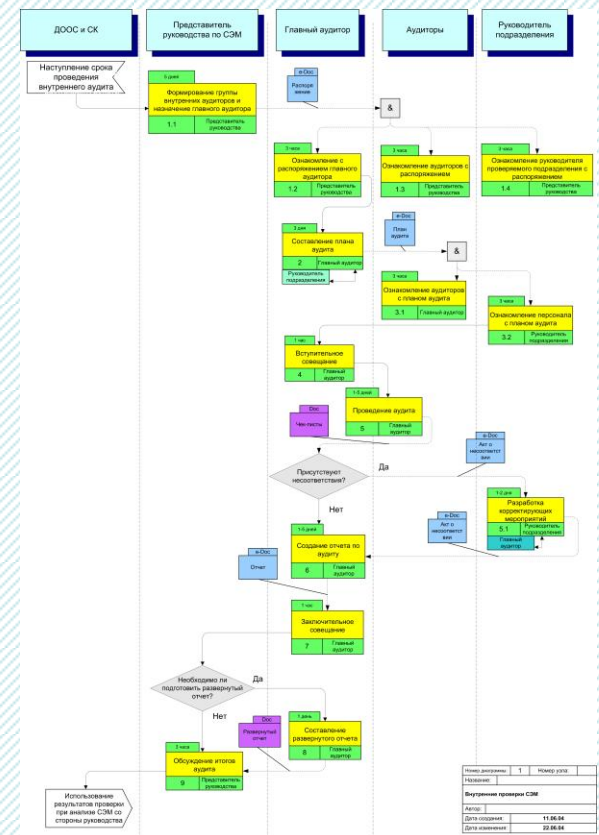 ДООС и СК
Представитель
руководства по СЭМ
Главный аудитор
Аудиторы
Руководитель
подразделения
Наступление срока
проведения
внутреннего аудита
Формирование группы
внутренних аудиторов и
назначение главного аудитора
1.1
Представитель
руководства
e-Doc
Распоря
жение
&
3 часа
Ознакомление с
распоряжением главного
аудитора
1.2
Представитель
руководства
3 часа
Ознакомление аудиторов с
распоряжением
1.3
Представитель
руководства
3 часа
Ознакомление руководителя
проверяемого подразделения с
распоряжением
1.4
Представитель
руководства
3 дня
Составление плана
аудита
2
Главный аудитор
Руководитель
подразделения
e-Doc
План
аудита
&
3 часа
Ознакомление аудиторов
с планом аудита
3.1
Главный аудитор
3 часа
Ознакомление персонала
с планом аудита
3.2
Руководитель
подразделения
1 час
Вступительное
совещание
4
Главный
аудитор
1-5 дней
Проведение аудита
5
Главный
аудитор
Doc
Чек-листы
Присутствуют
несоответствия?
Да
Нет
e-Doc
Акт о
несоответст
вии
1-2 дня
Разработка
корректирующих
мероприятий
5.1
Руководитель
подразделения
Главный
аудитор
e-Doc
Акт о
несоответст
вии
1-5 дней
Создание отчета по
аудиту
6
Главный
аудитор
e-Doc
Отчет
1 час
Заключительное
совещание
7
Главный
аудитор
Необходимо ли
подготовить развернутый
отчет?
Да
Нет
1 день
Составление
развернутого отчета
8
Главный
аудитор
Doc
Развернутый
отчет
3 часа
Обсуждение итогов
аудита
9
Представитель
руководства
Использование
результатов проверки
при анализе СЭМ со
стороны руководства
Номер диаграммы: 1 Номер узла:
Название:
Внутренние проверки СЭМ
Автор:
Дата создания: 11.06.04
Дата изменения: 22.06.04